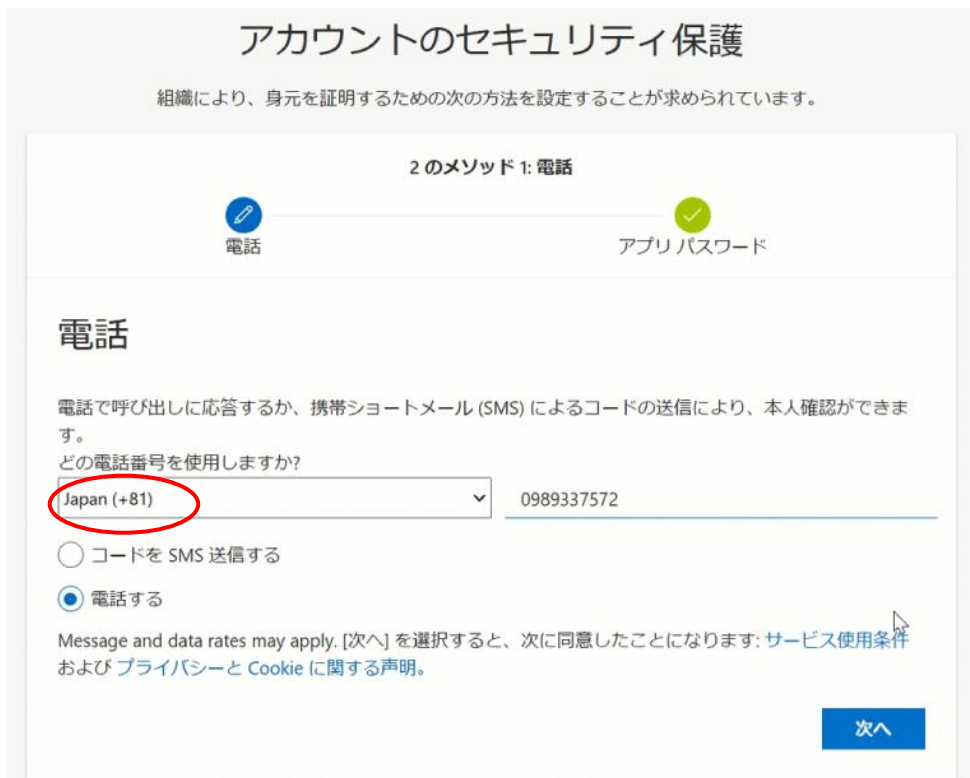 アカウントのセキュリティ保護
組織により、身元を証明するための次の方法を設定することが求められています。
2 のメソッド 1: 電話
電話
アプリ パスワード
電話
電話で呼び出しに応答するか、携帯ショートメール (SMS) によるコードの送信により、本人確認ができま
す。
どの電話番号を使用しますか?
Japan (+81)
0989337572
コードを SMS 送信する
電話する
Message and data rates may apply. [次へ] を選択すると、次に同意したことになります: サービス使用条件
および プライバシーと Cookie に関する声明。
次へ